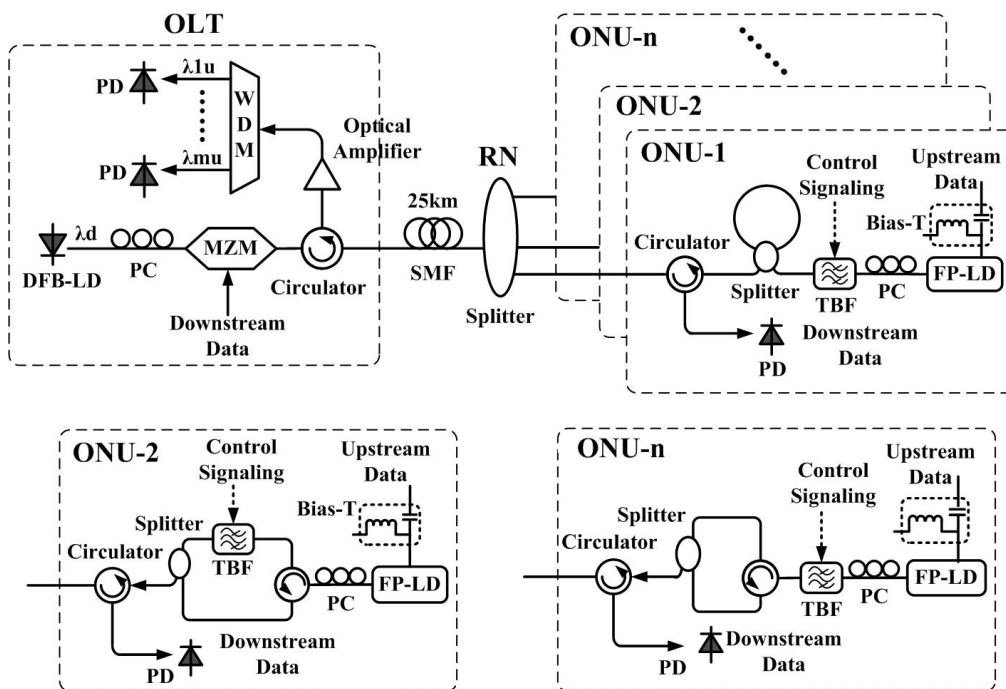 OLT
PD
λ1u
WDM
PD
λmu
Optical
Amplifier
λd
DFB-LD
PC
MZM
Circulator
Downstream
Data
25km
SMF
RN
Splitter
ONU-n
ONU-2
ONU-1
Control
Signaling
Upstream
Data
Bias-T
Circulator
Splitter
TBF
PC
FP-LD
Downstream
Data
PD
ONU-2
Control
Signaling
Upstream
Data
Bias-T
Splitter
Circulator
TBF
PC
FP-LD
Downstream
Data
PD
ONU-n
Control
Signaling
Upstream
Data
Splitter
Circulator
TBF
PC
FP-LD
Downstream
Data
PD